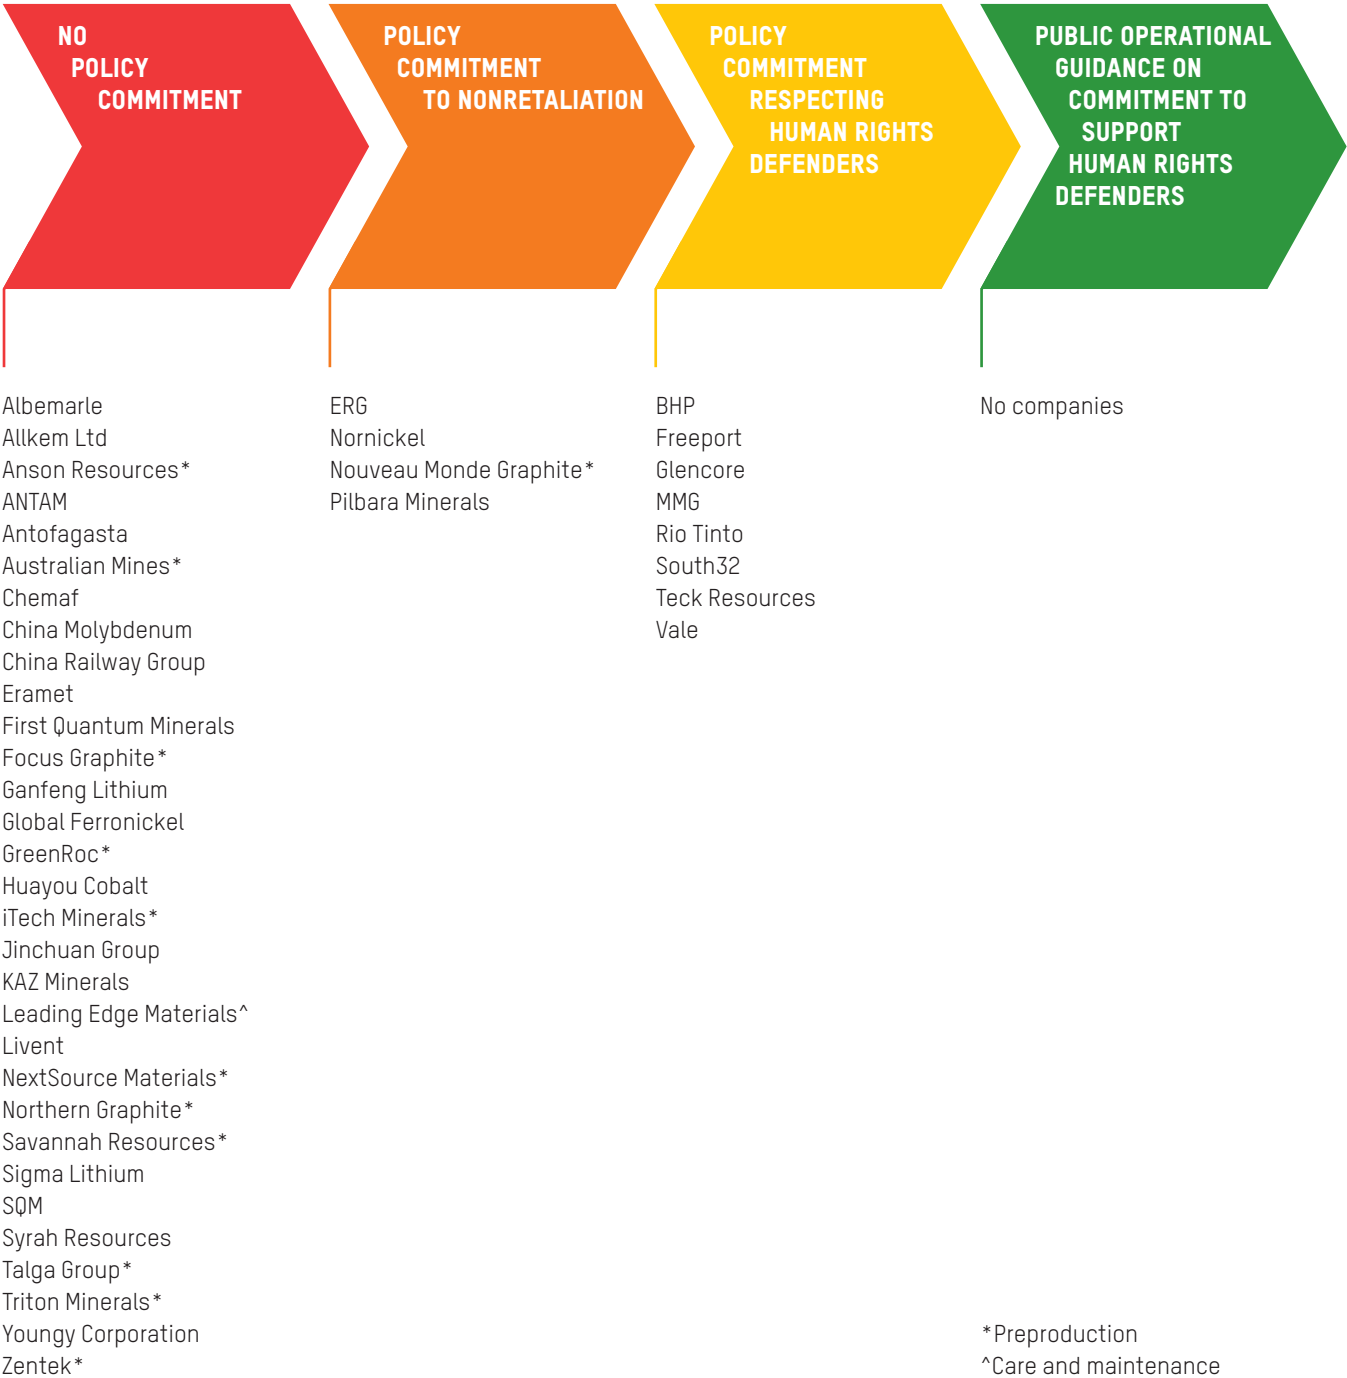 NO
POLICY
COMMITMENT
POLICY
COMMITMENT
TO NONRETALIATION
POLICY
COMMITMENT
RESPECTING
HUMAN RIGHTS
DEFENDERS
PUBLIC OPERATIONAL
GUIDANCE ON
COMMITMENT TO
SUPPORT
HUMAN RIGHTS
DEFENDERS
Albemarle
Allkem Ltd
Anson Resources*
ANTAM
Antofagasta
Australian Mines*
Chemaf
China Molybdenum
China Railway Group
Eramet
First Quantum Minerals
Focus Graphite*
Ganfeng Lithium
Global Ferronickel
GreenRoc*
Huayou Cobalt
iTech Minerals*
Jinchuan Group
KAZ Minerals
Leading Edge Materials^
Livent
NextSource Materials*
Northern Graphite*
Savannah Resources*
Sigma Lithium
SQM
Syrah Resources
Talga Group*
Triton Minerals*
Youngy Corporation
Zentek*
ERG
Nornickel
Nouveau Monde Graphite*
Pilbara Minerals
BHP
Freeport
Glencore
MMG
Rio Tinto
South32
Teck Resources
Vale
No companies
*Preproduction
^Care and maintenance